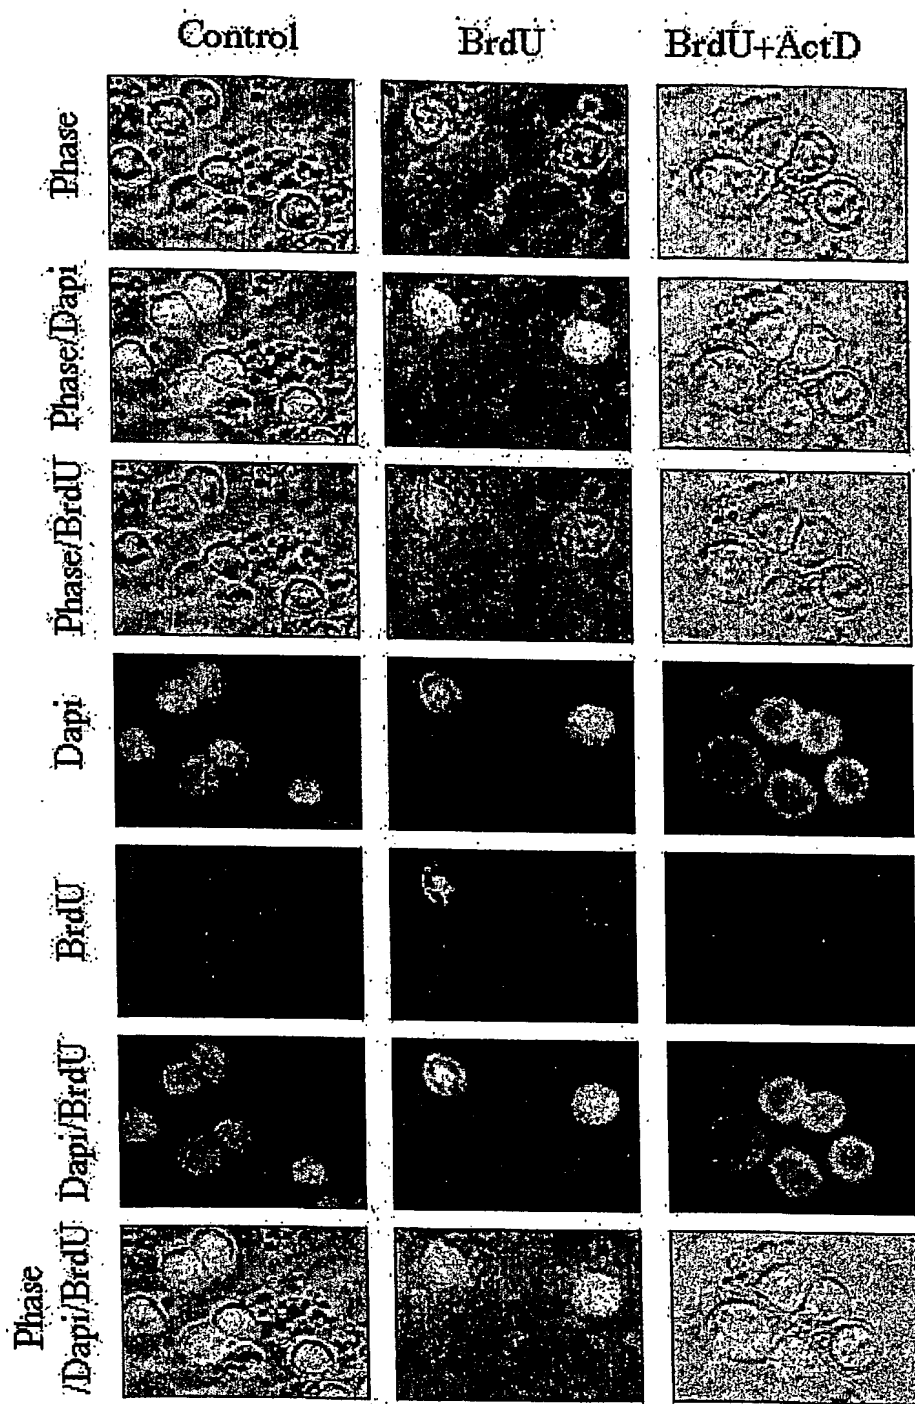 Control
BrdU
BrdU+ActD
Phase
Phase/Dapi
Phase/BrdU
Dapi
BrdU
Dapi/BrdU
Phase
/Dapi/BrdU